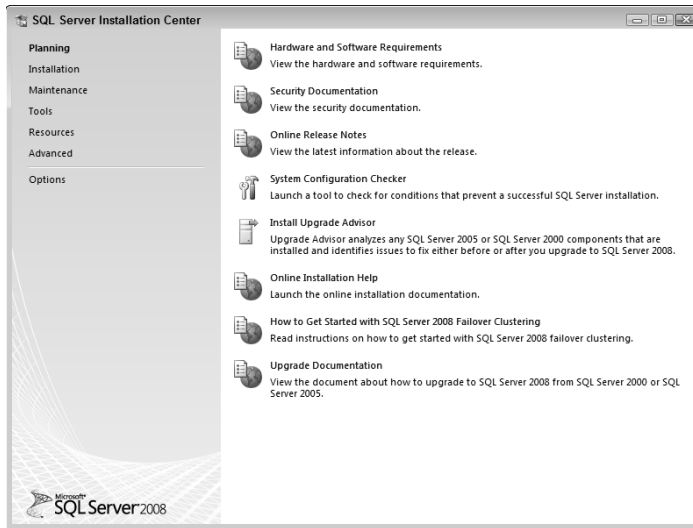 SQL Server Installation Center
Planning
Installation
Maintenance
Tools
Resources
Advanced
Options
Hardware and Software Requirements
View the hardware and software requirements.
Security Documentation
View the security documentation.
Online Release Notes
View the latest information about the release.
System Configuration Checker
Launch a tool to check for conditions that prevent a successful SQL Server installation.
Install Upgrade Advisor
Upgrade Advisor analyzes any SQL Server 2005 or SQL Server 2000 components that are
installed and identifies issues to fix either before or after you upgrade to SQL Server 2008.
Online Installation Help
Launch the online installation documentation.
How to Get Started with SQL Server 2008 Failover Clustering
Read instructions on how to get started with SQL Server 2008 failover clustering.
Upgrade Documentation
View the document about how to upgrade to SQL Server 2008 from SQL Server 2000 or SQL
Server 2005.
Microsoft
SQL Server 2008